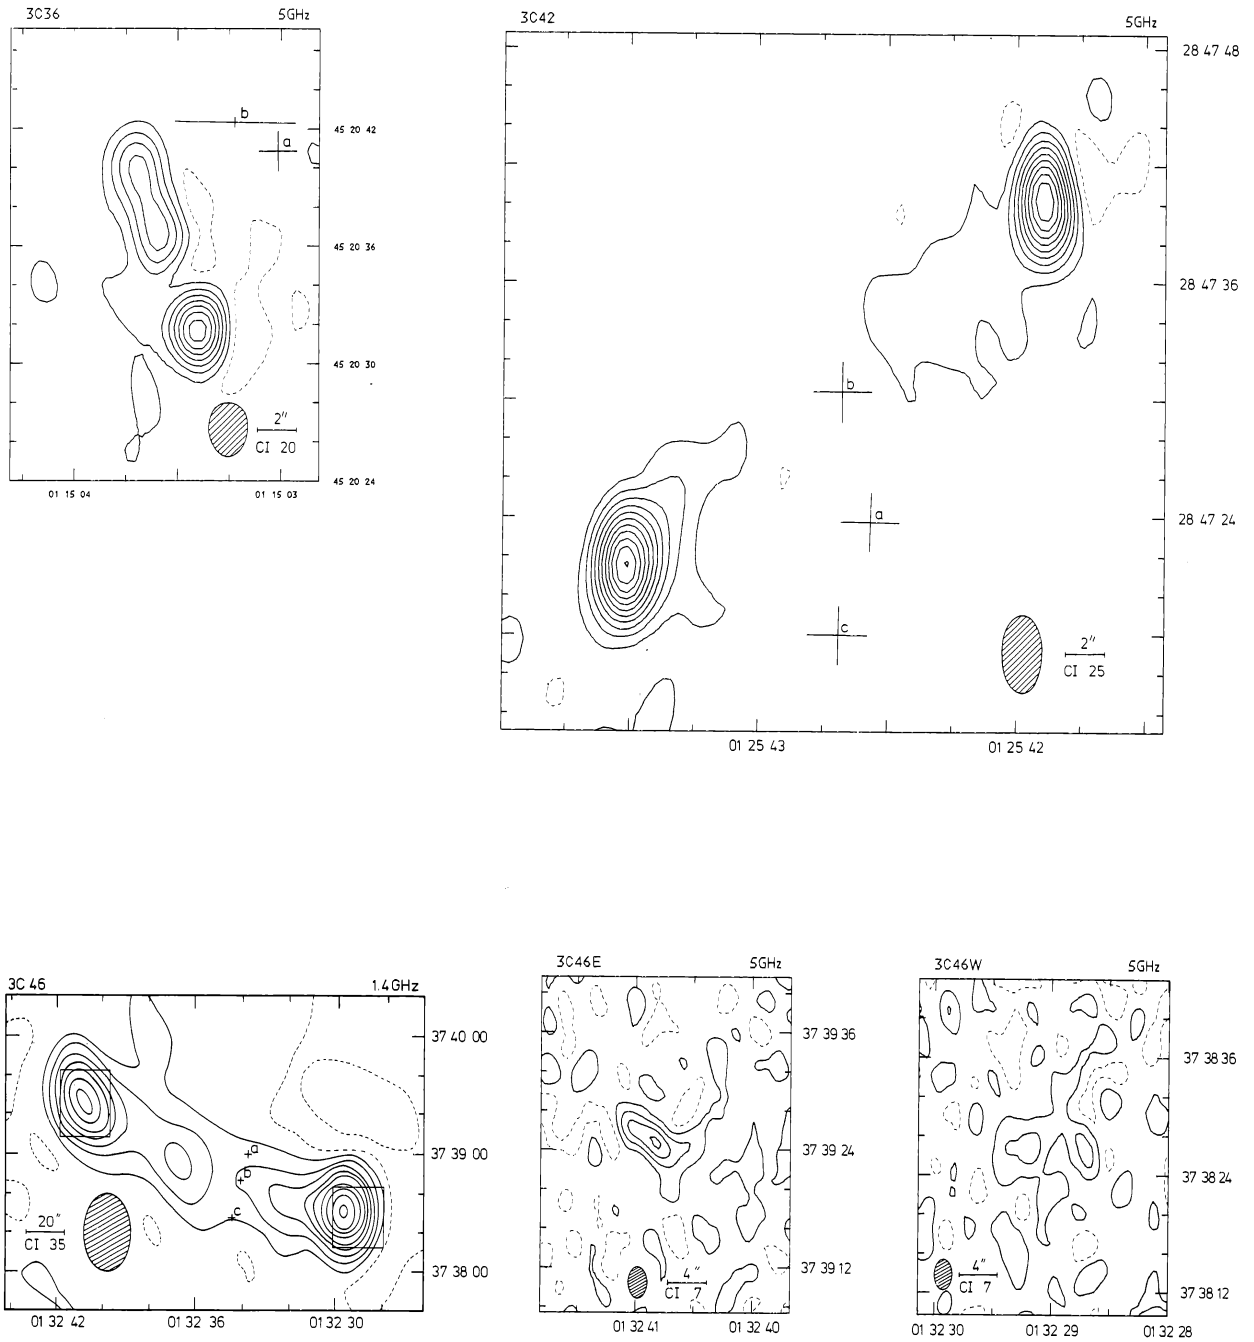 3C36 5GHz
b
a
45 20 42
45 20 36
45 20 30
45 20 24
2"
CI 20
01 15 04 01 15 03
3C42 5GHz
28 47 48
28 47 36
28 47 24
b
a
c
2"
CI 25
01 25 43 01 25 42
3C 46 1.4GHz
37 40 00
37 39 00
37 38 00
a
b
c
20"
CI 35
01 32 42 01 32 36 01 32 30
3C46E 5GHz
37 39 36
37 39 24
37 39 12
4"
CI 7
01 32 41 01 32 40
3C46W 5GHz
37 38 36
37 38 24
37 38 12
4"
CI 7
01 32 30 01 32 29 01 32 28